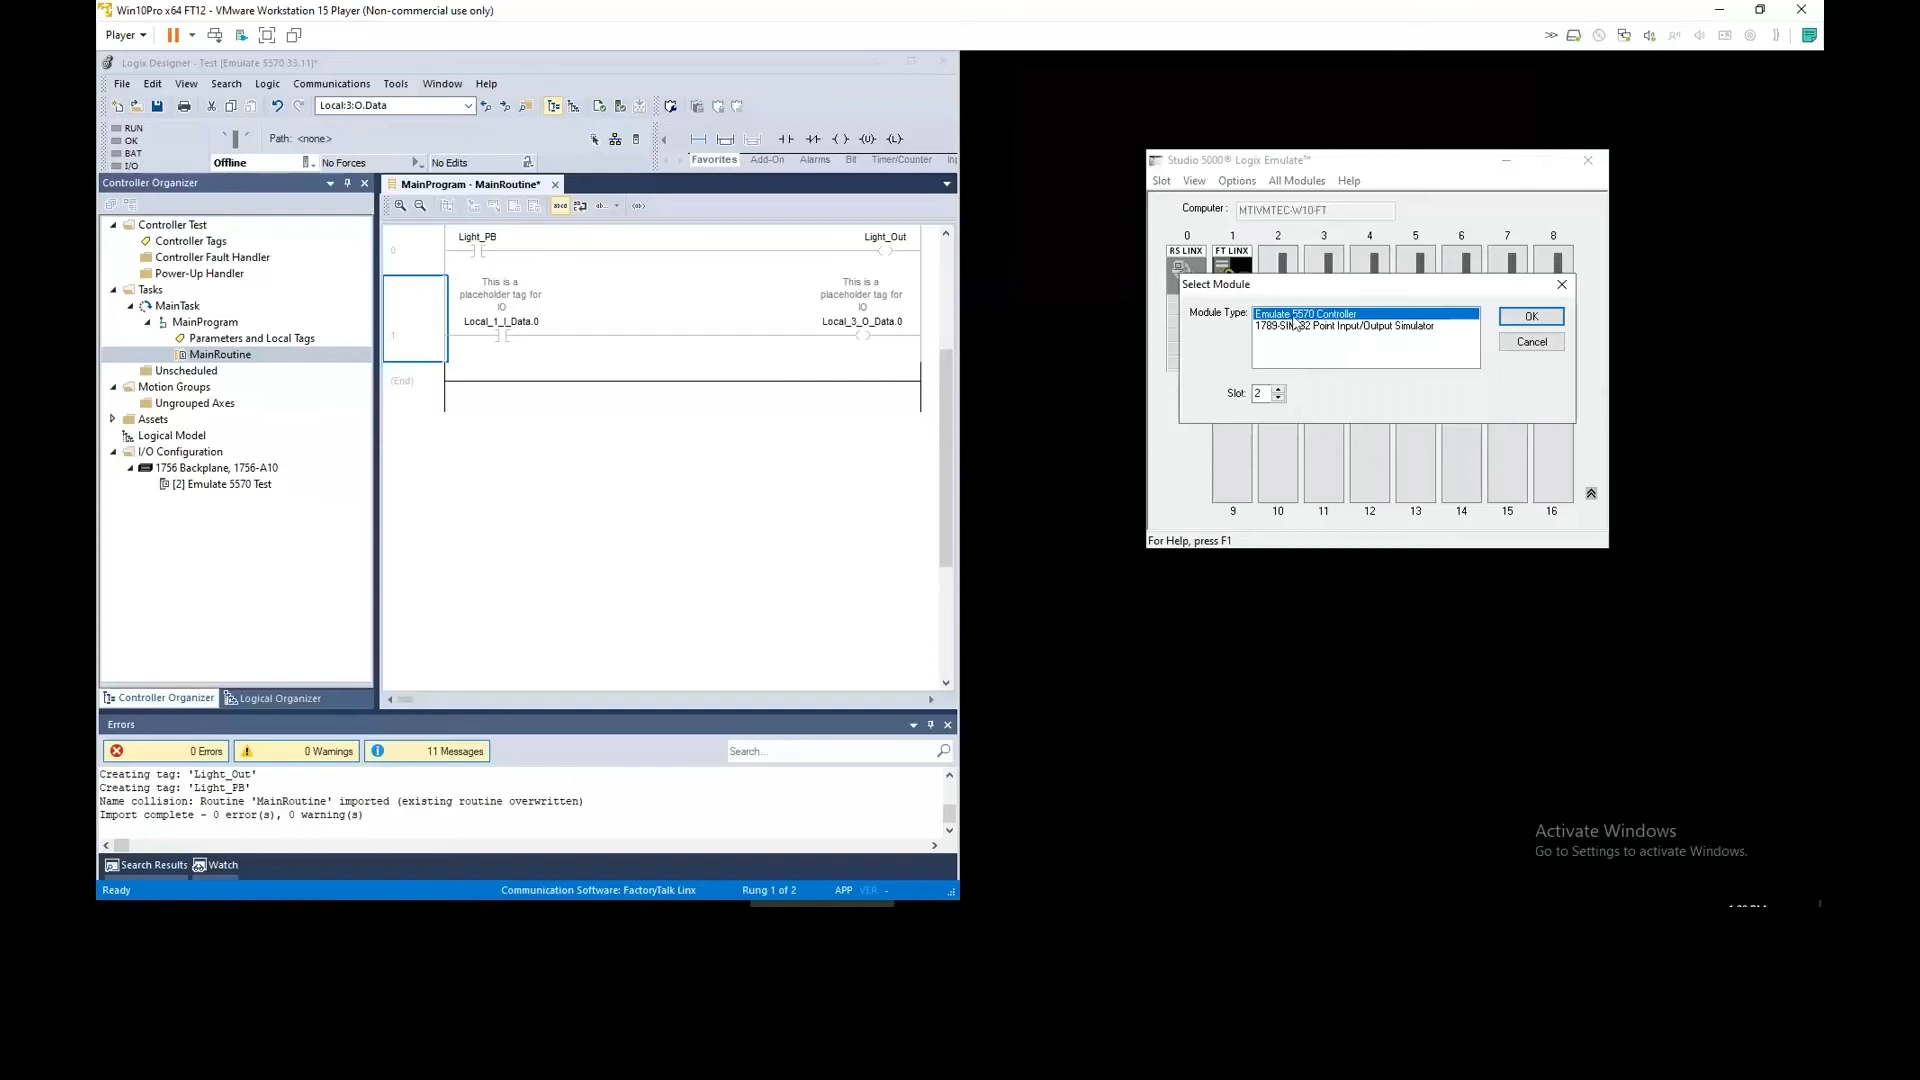 Win10Pro x64 FT12 - VMware Workstation 15 Player (Non-commercial use only)
Player
Logix Designer - Test [Emulate 5570 33.11]*
File Edit View Search Logic Communications Tools Window Help
Local:3:O.Data
RUN
OK
BAT
I/O
Path: <none>
Offline
No Forces
No Edits
Favorites Add-On Alarms Bit Timer/Counter
Controller Organizer
Controller Test
Controller Tags
Controller Fault Handler
Power-Up Handler
Tasks
MainTask
MainProgram
Parameters and Local Tags
MainRoutine
Unscheduled
Motion Groups
Ungrouped Axes
Assets
Logical Model
I/O Configuration
1756 Backplane, 1756-A10
[2] Emulate 5570 Test
Controller Organizer Logical Organizer
MainProgram - MainRoutine*
Light_PB Light_Out
0
This is a
placeholder tag for
IO
Local_1_I_Data.0
This is a
placeholder tag for
IO
Local_3_O_Data.0
1
(End)
Errors
0 Errors 0 Warnings 11 Messages
Search...
Creating tag: 'Light_Out'
Creating tag: 'Light_PB'
Name collision: Routine 'MainRoutine' imported (existing routine overwritten)
Import complete - 0 error(s), 0 warning(s)
Search Results Watch
Ready Communication Software: FactoryTalk Linx Rung 1 of 2 APP VER
Studio 5000® Logix Emulate™
Slot View Options All Modules Help
Computer : MTIVMTEC-W10-FT
0 1 2 3 4 5 6 7 8
RS LINX FT LINX
Select Module
Module Type:
Emulate 5570 Controller
Point Input/Output Simulator
OK
Cancel
Slot: 2
9 10 11 12 13 14 15 16
For Help, press F1
Activate Windows
Go to Settings to activate Windows.